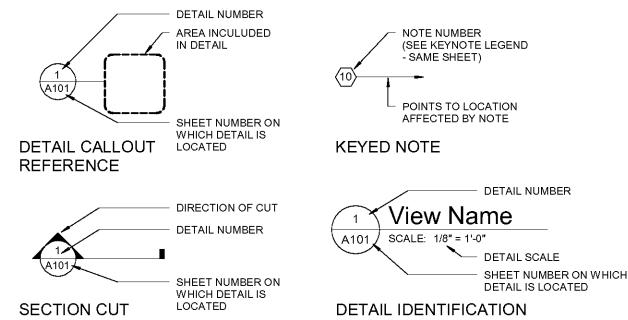 DETAIL NUMBER
AREA INCULUDED
IN DETAIL
1
A101
SHEET NUMBER ON
WHICH DETAIL IS
LOCATED
DETAIL CALLOUT
REFERENCE
NOTE NUMBER
(SEE KEYNOTE LEGEND
- SAME SHEET)
10
POINTS TO LOCATION
AFFECTED BY NOTE
KEYED NOTE
DIRECTION OF CUT
DETAIL NUMBER
1
A101
SHEET NUMBER ON
WHICH DETAIL IS
LOCATED
SECTION CUT
DETAIL NUMBER
1
View Name
A101
SCALE: 1/8" = 1'-0"
DETAIL SCALE
SHEET NUMBER ON WHICH
DETAIL IS LOCATED
DETAIL IDENTIFICATION